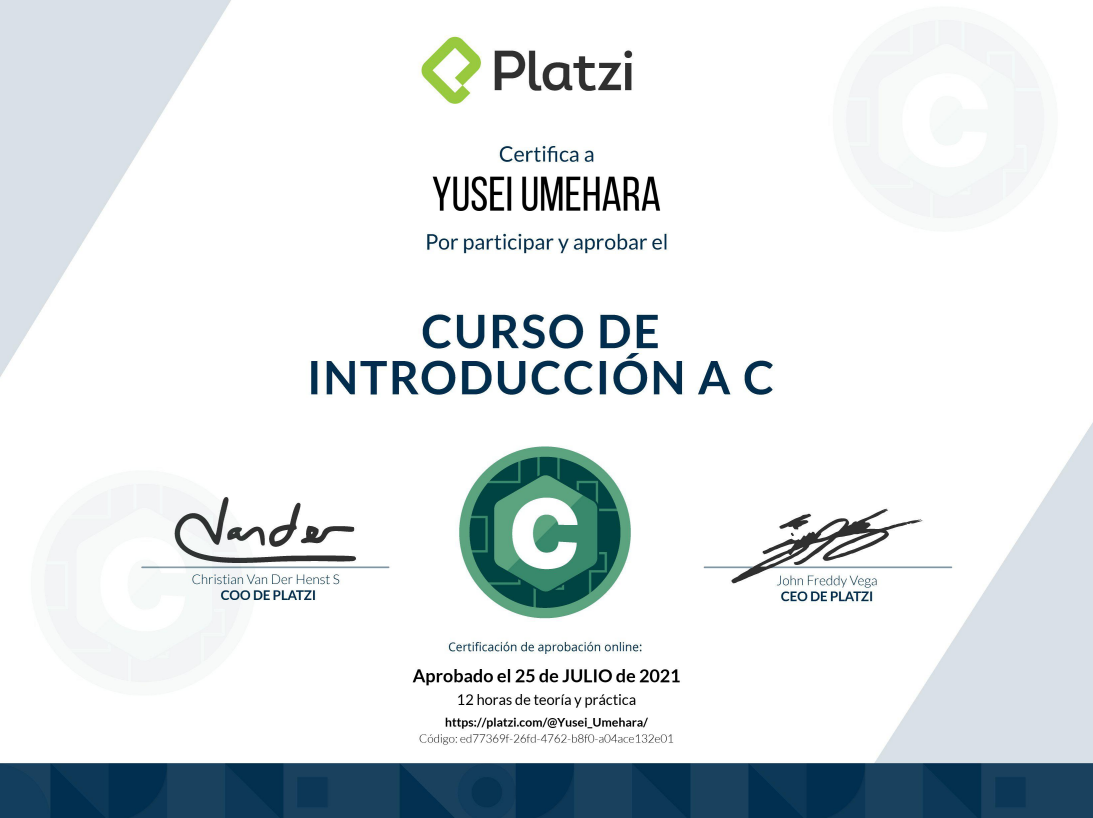 Platzi
Certifica a
YUSEI UMEHARA
Por participar y aprobar el
CURSO DE
INTRODUCCIÓN A C
C
C
C
Vander
Christian Van Der Henst S
COO DE PLATZI
John Freddy Vega
CEO DE PLATZI
Certificación de aprobación online:
Aprobado el 25 de JULIO de 2021
12 horas de teoría y práctica
https://platzi.com/@Yusei_Umehara/
Código: ed77369f-26fd-4762-b8f0-a04ace132e01